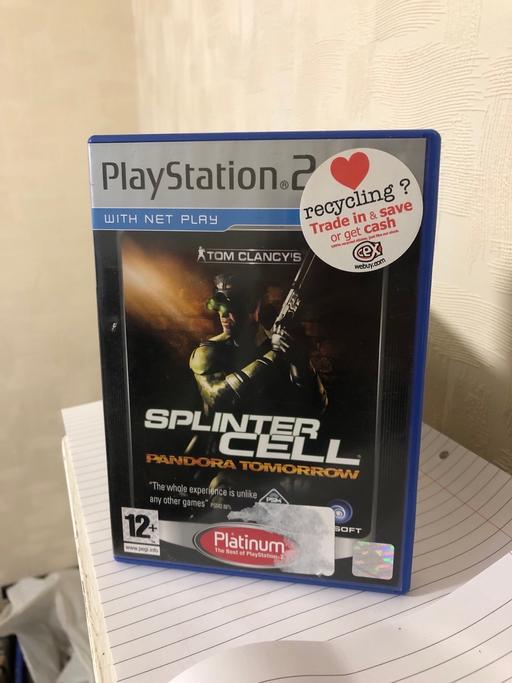 PlayStation®2
WITH NET PLAY
recycling ?
Trade in & save
or get cash
cex
webuy.com
TOM CLANCY'S
SPLINTER
CELL
PANDORA TOMORROW
"The whole experience is unlike
any other games"
12+
www.pegi.info
Platinum
The Best of PlayStation®2
SOFT